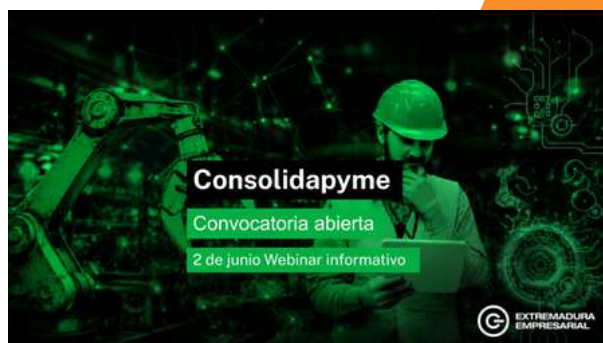 Consolidapyme
Convocatoria abierta
2 de junio Webinar informativo
EXTREMADURA
EMPRESARIAL